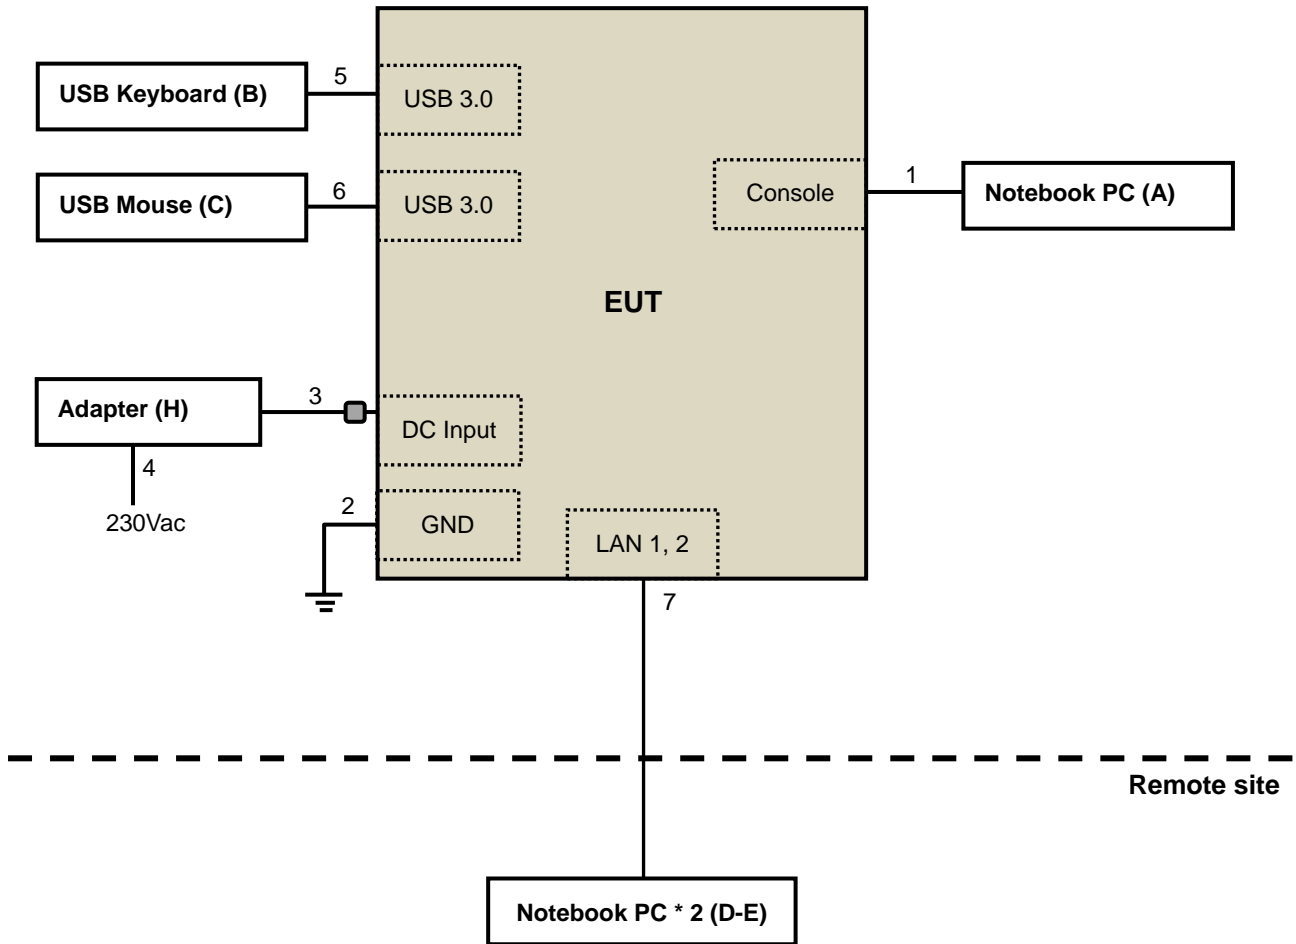 5
USB Keyboard (B)
USB 3.0
1
Console
Notebook PC (A)
6
USB Mouse (C)
USB 3.0
EUT
3
Adapter (H)
DC Input
4
2
230Vac
GND
LAN 1, 2
7
Remote site
Notebook PC * 2 (D-E)